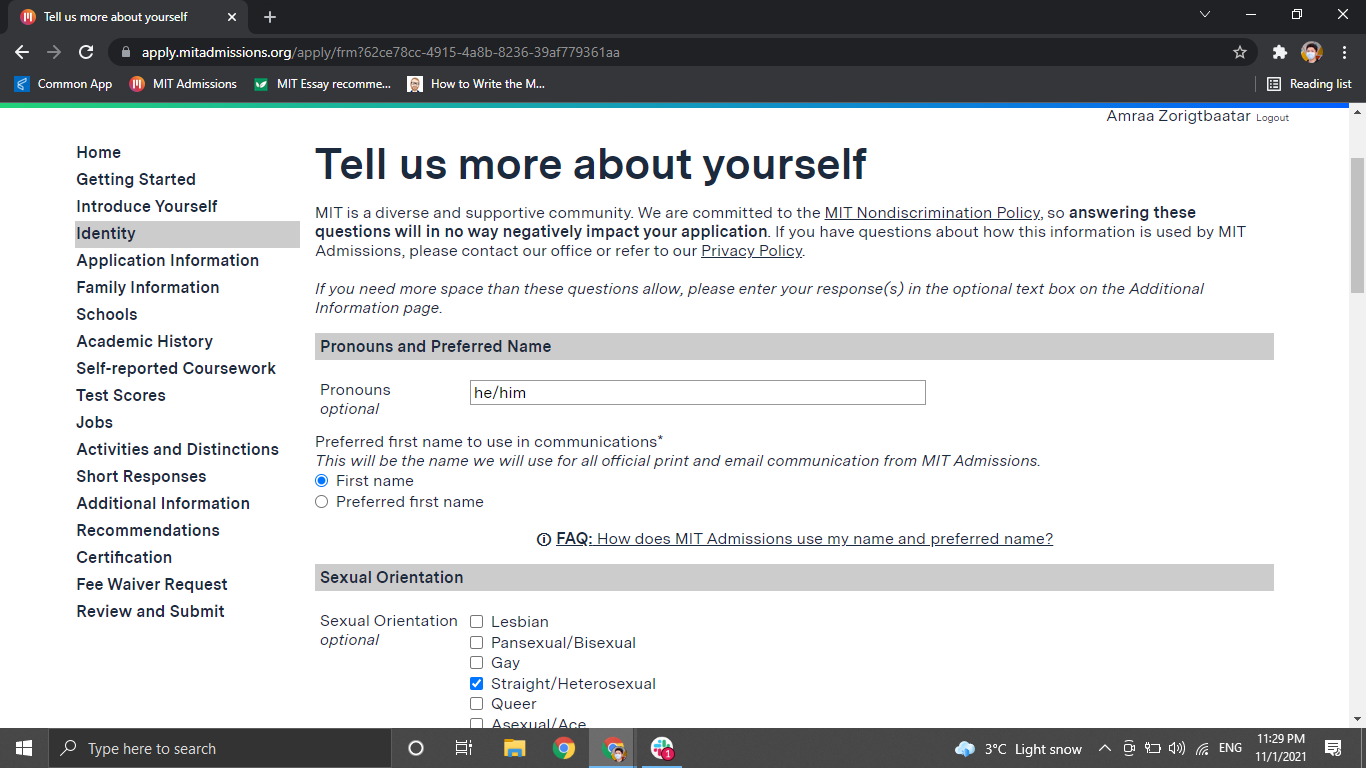 Tell us more about yourself
apply.mitadmissions.org/apply/frm?62ce78cc-4915-4a8b-8236-39af779361aa
Common App
MIT Admissions
MIT Essay recomme...
How to Write the M...
Reading list
Amraa Zorigtbaatar Logout
Home
Getting Started
Introduce Yourself
Identity
Application Information
Family Information
Schools
Academic History
Self-reported Coursework
Test Scores
Jobs
Activities and Distinctions
Short Responses
Additional Information
Recommendations
Certification
Fee Waiver Request
Review and Submit
Tell us more about yourself
MIT is a diverse and supportive community. We are committed to the MIT Nondiscrimination Policy, so answering these
questions will in no way negatively impact your application. If you have questions about how this information is used by MIT
Admissions, please contact our office or refer to our Privacy Policy.
If you need more space than these questions allow, please enter your response(s) in the optional text box on the Additional
Information page.
Pronouns and Preferred Name
Pronouns
optional
he/him
Preferred first name to use in communications*
This will be the name we will use for all official print and email communication from MIT Admissions.
First name
Preferred first name
FAQ: How does MIT Admissions use my name and preferred name?
Sexual Orientation
Sexual Orientation
optional
Lesbian
Pansexual/Bisexual
Gay
Straight/Heterosexual
Queer
Asexual/Ace
Type here to search
1
3°C Light snow
ENG
11:29 PM
11/1/2021